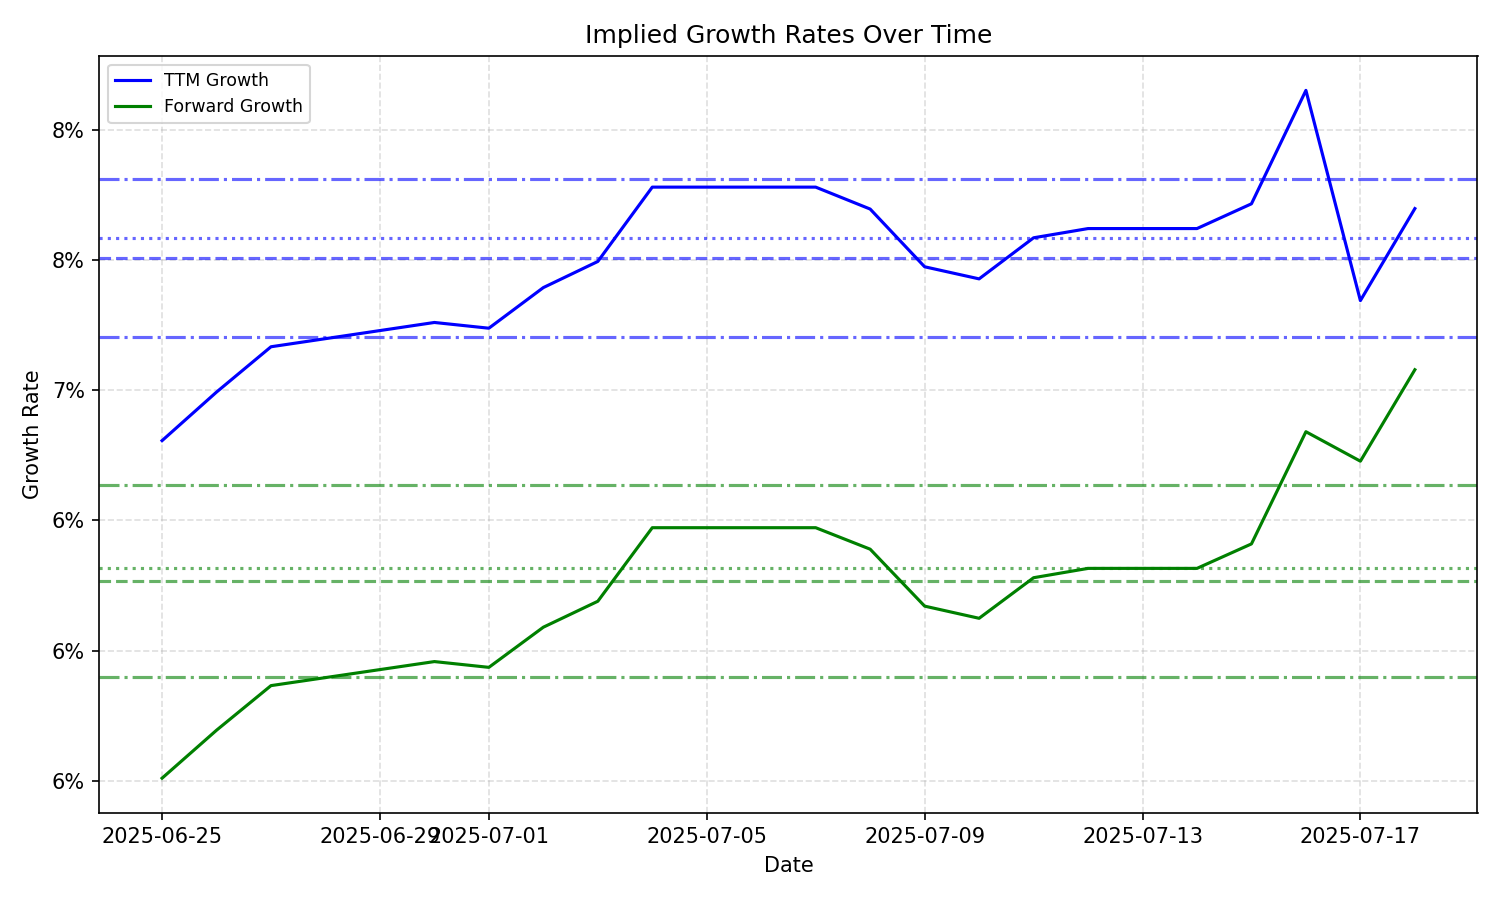 Implied Growth Rates Over Time
TTM Growth
Forward Growth
8%
8%
7%
6%
6%
6%
Growth Rate
2025-06-25
2025-06-29
2025-07-01
2025-07-05
2025-07-09
2025-07-13
2025-07-17
Date